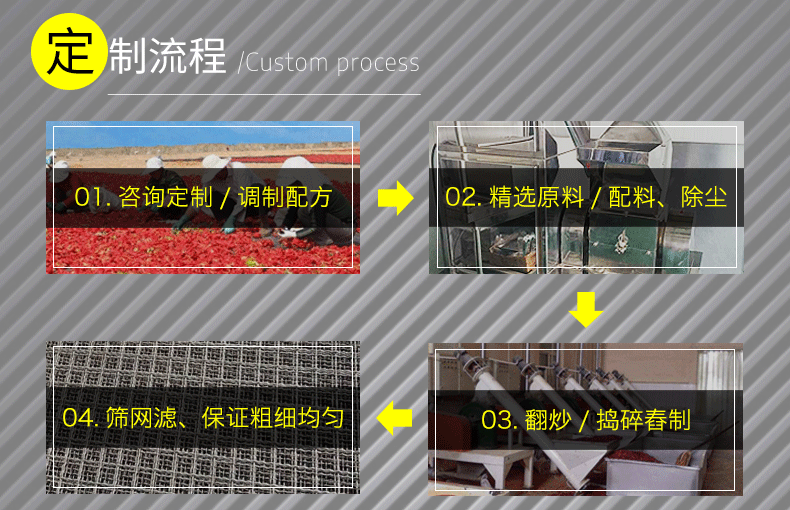 定制流程 /Custom process
01. 咨询定制 / 调制配方
02. 精选原料 / 配料、除尘
03. 翻炒 / 捣碎舂制
04. 筛网滤、保证粗细均匀